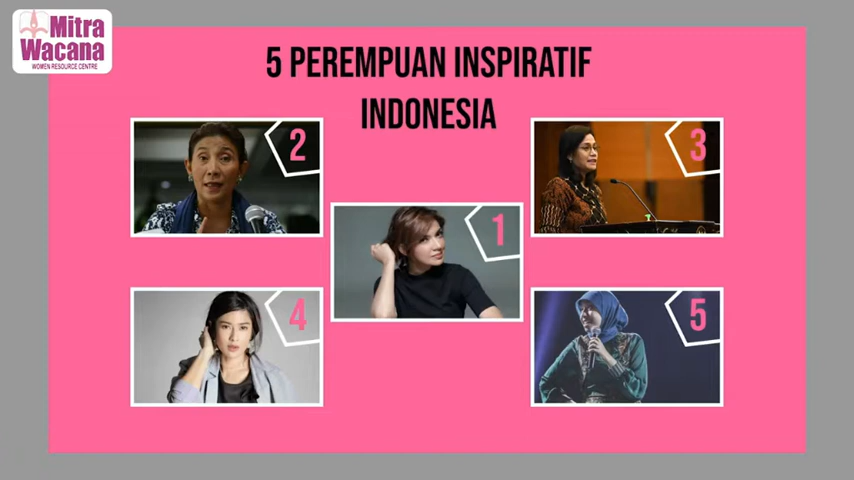 Mitra
Wacana
WOMEN RESOURCE CENTRE
5 PEREMPUAN INSPIRATIF
INDONESIA
2
3
1
4
5